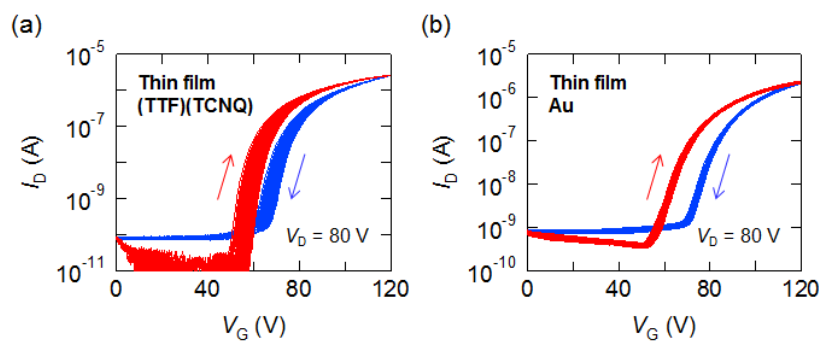 (a)
10⁻⁵
10⁻⁷
10⁻⁹
10⁻¹¹
I_D (A)
Thin film
(TTF)(TCNQ)
V_D = 80 V
0 40 80 120
V_G (V)
(b)
10⁻⁵
10⁻⁶
10⁻⁷
10⁻⁸
10⁻⁹
10⁻¹⁰
I_D (A)
Thin film
Au
V_D = 80 V
0 40 80 120
V_G (V)